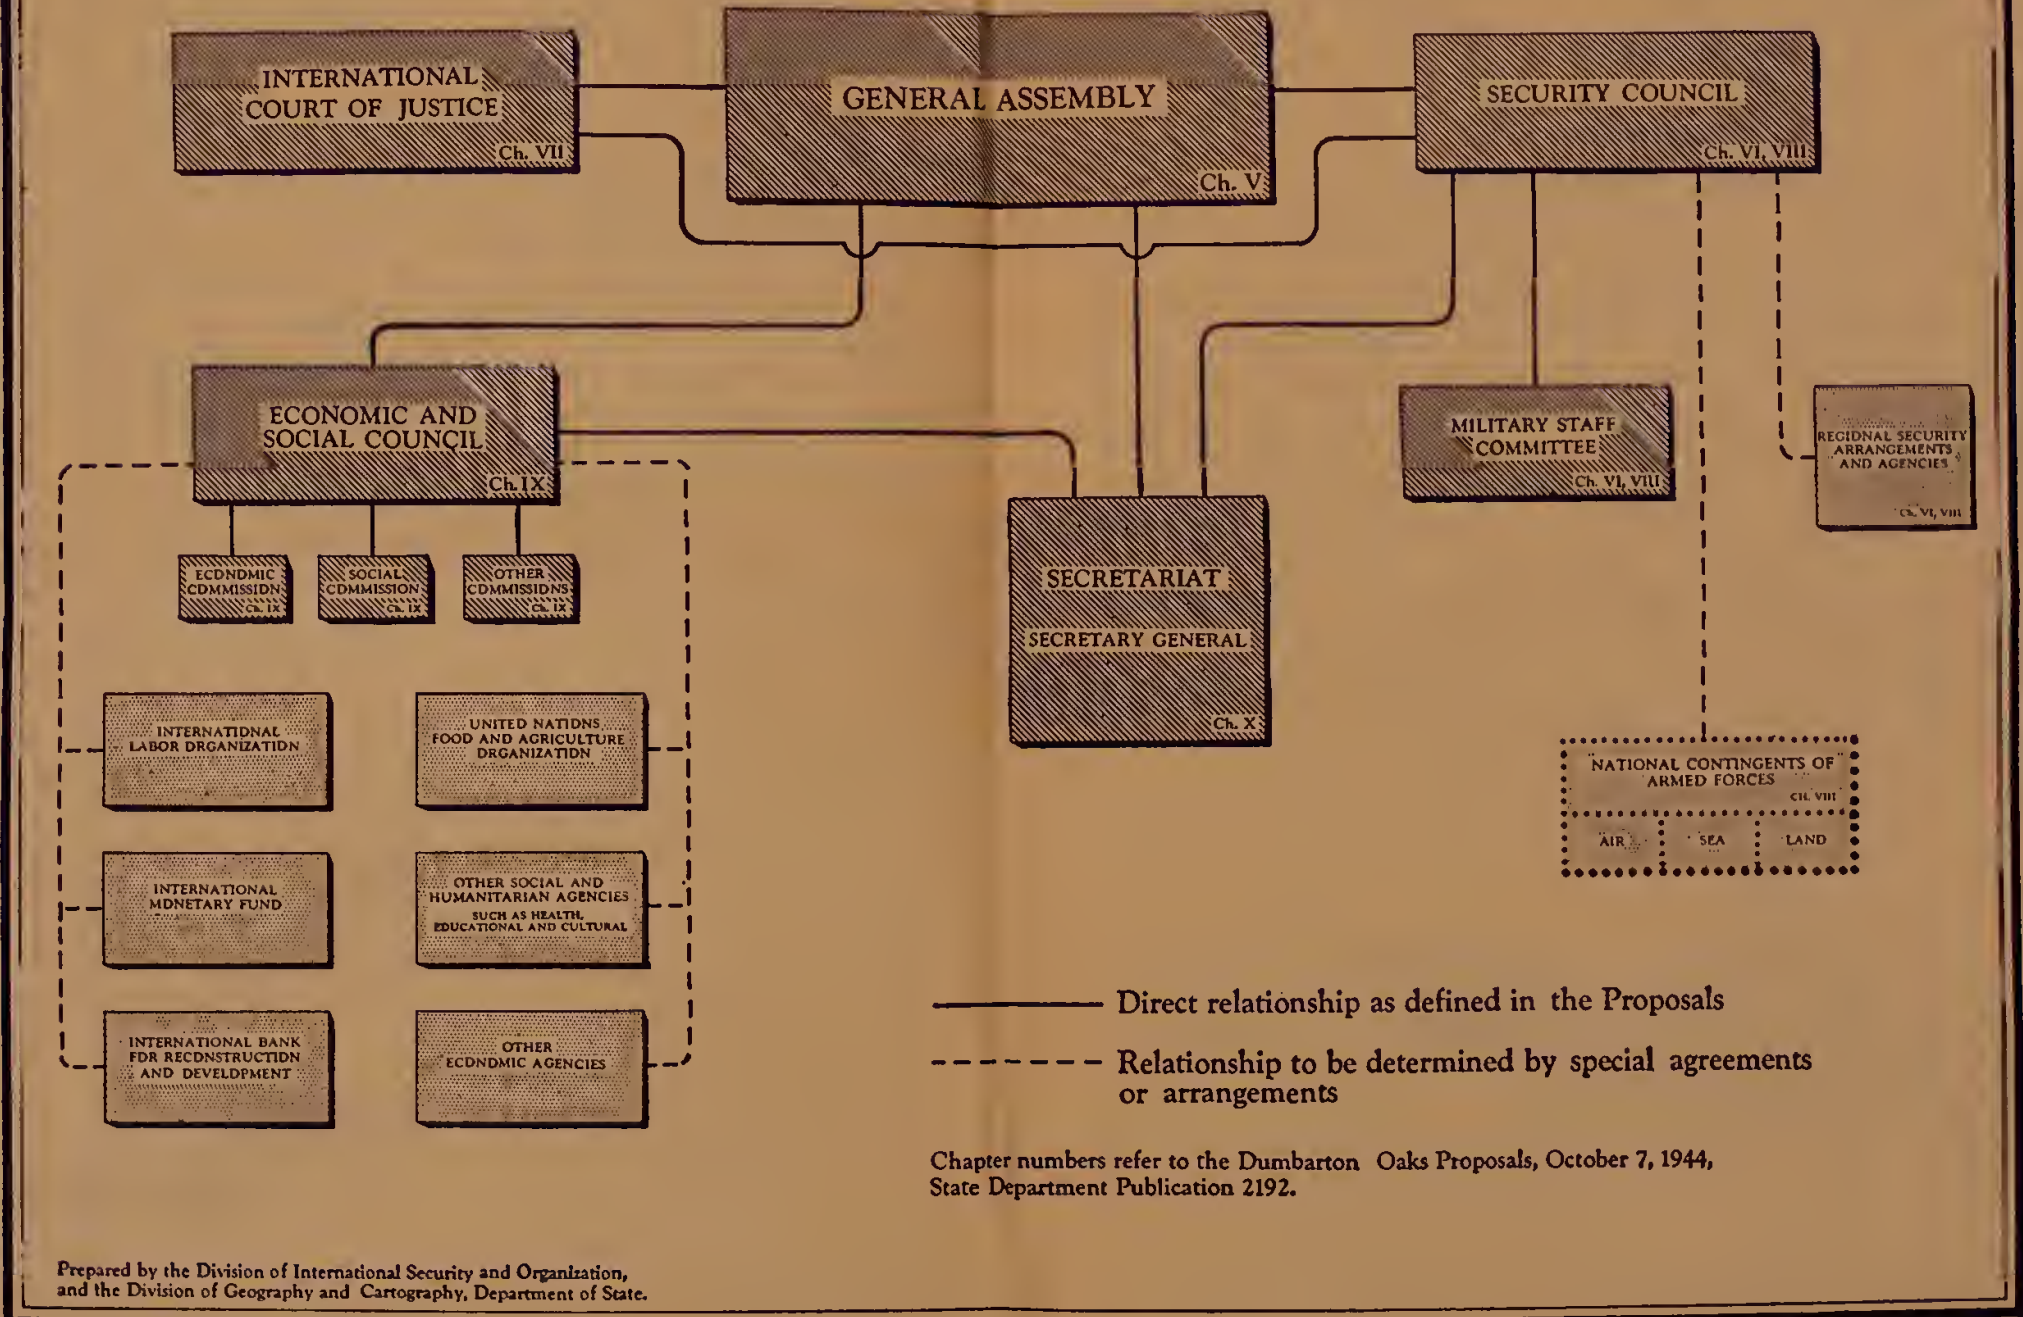 INTERNATIONAL
COURT OF JUSTICE
Ch. VII
GENERAL ASSEMBLY
Ch. V
SECURITY COUNCIL
Ch. VI, VIII
ECONOMIC AND
SOCIAL COUNCIL
Ch. IX
MILITARY STAFF
COMMITTEE
Ch. VI, VIII
REGIONAL SECURITY
ARRANGEMENTS
AND AGENCIES
Ch. VI, VIII
ECONOMIC
COMMISSION
Ch. IX
SOCIAL
COMMISSION
Ch. IX
OTHER
COMMISSIONS
Ch. IX
SECRETARIAT
SECRETARY GENERAL
Ch. X
INTERNATIONAL
LABOR ORGANIZATION
UNITED NATIONS
FOOD AND AGRICULTURE
ORGANIZATION
NATIONAL CONTINGENTS OF
ARMED FORCES
CH. VIII
AIR
SEA
LAND
INTERNATIONAL
MONETARY FUND
OTHER SOCIAL AND
HUMANITARIAN AGENCIES
SUCH AS HEALTH,
EDUCATIONAL AND CULTURAL
INTERNATIONAL BANK
FOR RECONSTRUCTION
AND DEVELOPMENT
OTHER
ECONOMIC AGENCIES
Direct relationship as defined in the Proposals
Relationship to be determined by special agreements
or arrangements
Chapter numbers refer to the Dumbarton Oaks Proposals, October 7, 1944,
State Department Publication 2192.
Prepared by the Division of International Security and Organization,
and the Division of Geography and Cartography, Department of State.